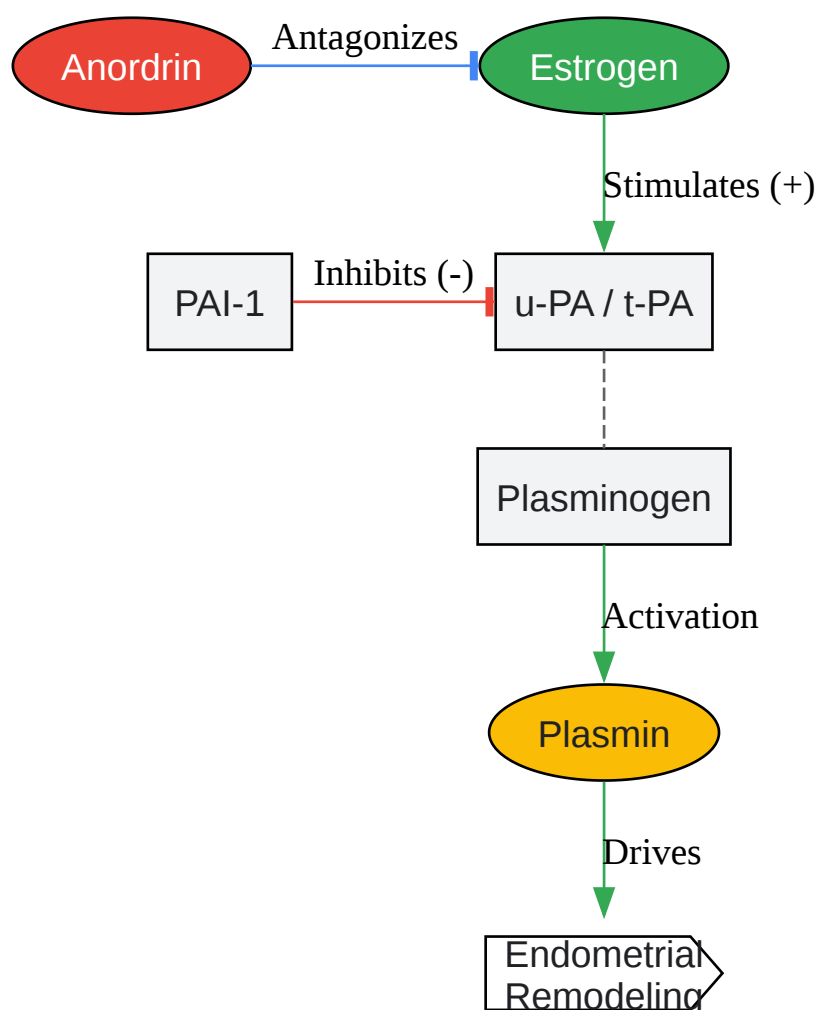 Antagonizes
Anordrin
Estrogen
Stimulates (+)
Inhibits (-)
PAI-1
u-PA / t-PA
Plasminogen
Activation
Plasmin
Drives
Endometrial
Remodeling